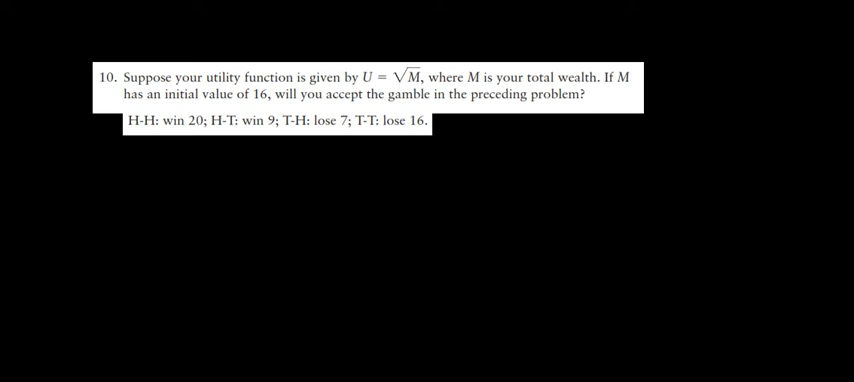 10. Suppose your utility function is given by U = √M, where M is your total wealth. If M
has an initial value of 16, will you accept the gamble in the preceding problem?
H-H: win 20; H-T: win 9; T-H: lose 7; T-T: lose 16.